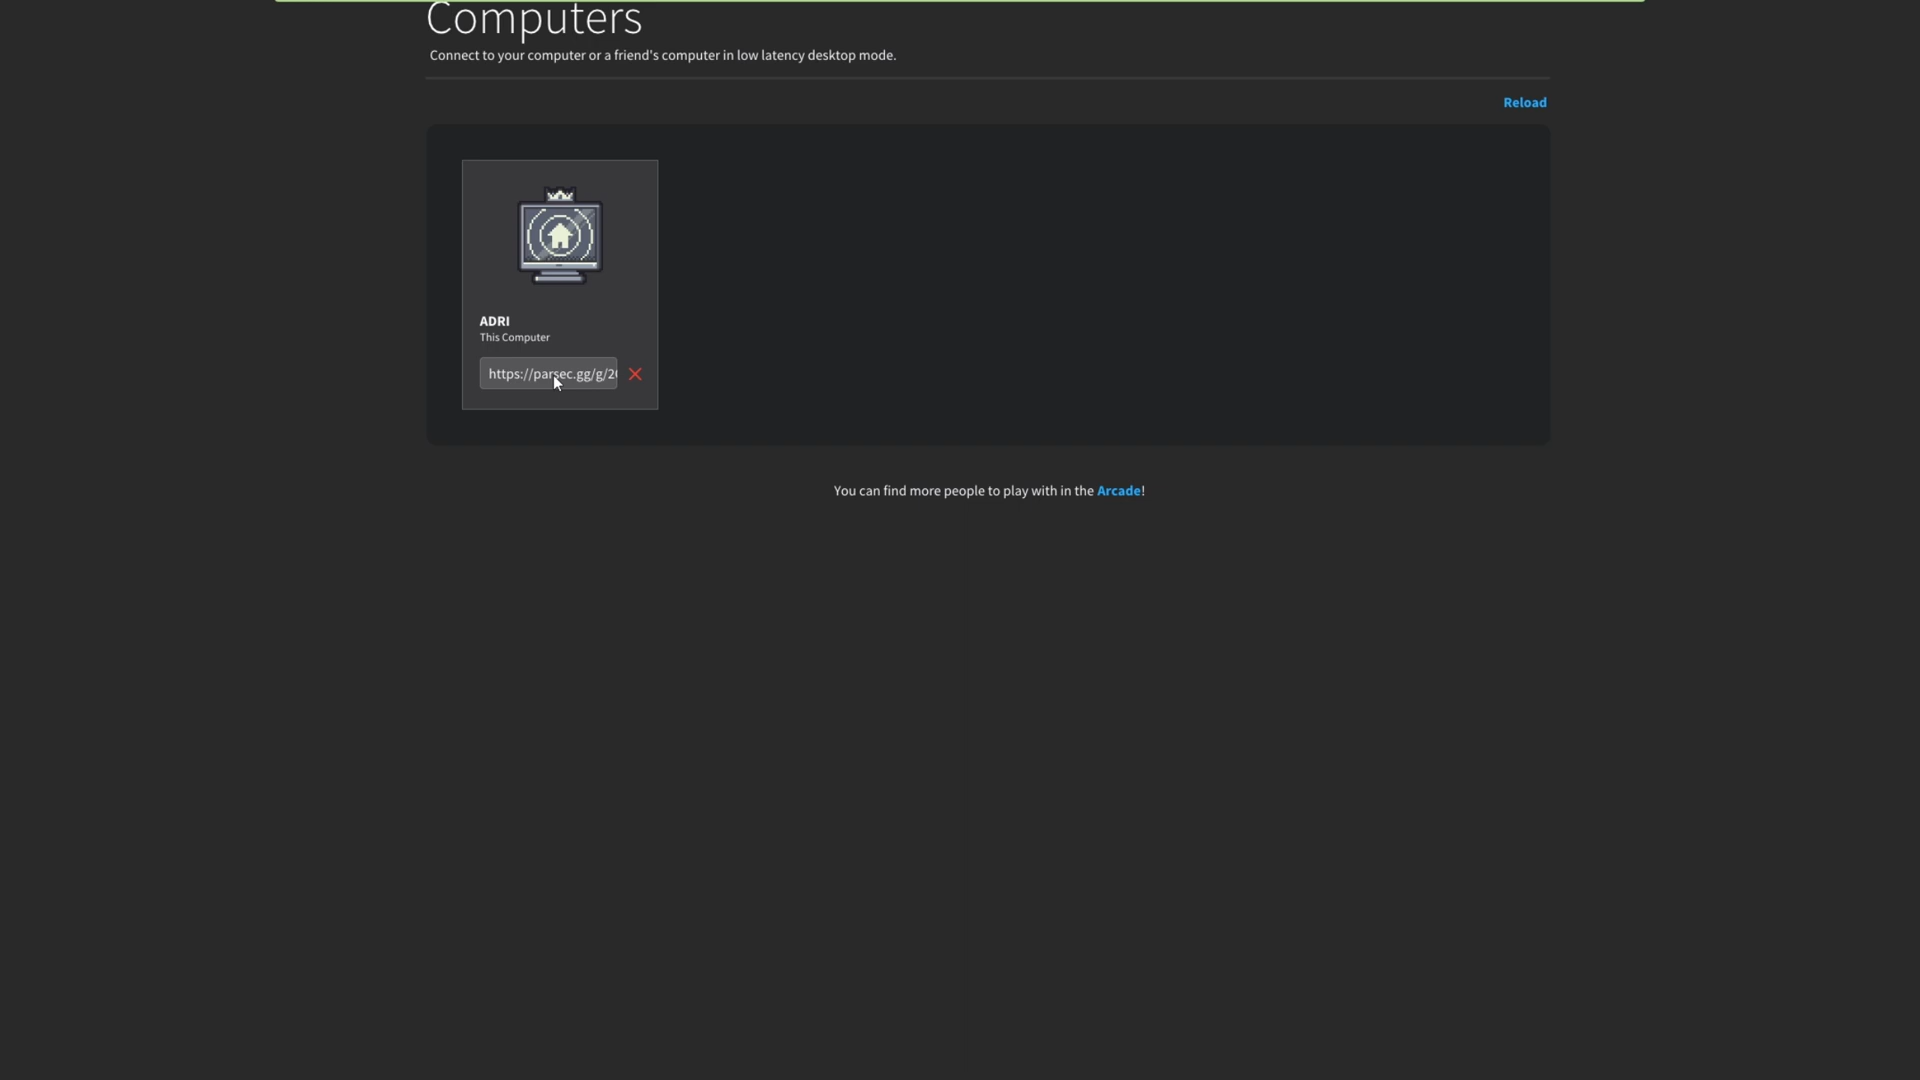 Computers
Connect to your computer or a friend's computer in low latency desktop mode.
Reload
ADRI
This Computer
https://parsec.gg/g/2
You can find more people to play with in the Arcade!